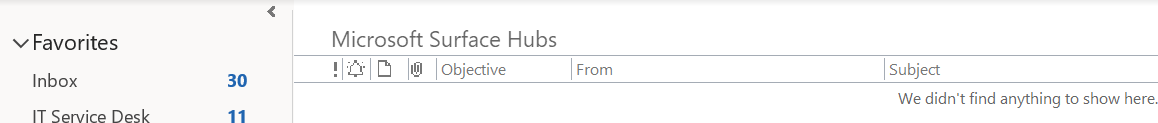 Favorites
Inbox 30
IT Service Desk 11
Microsoft Surface Hubs
! Objective From Subject
We didn't find anything to show here.